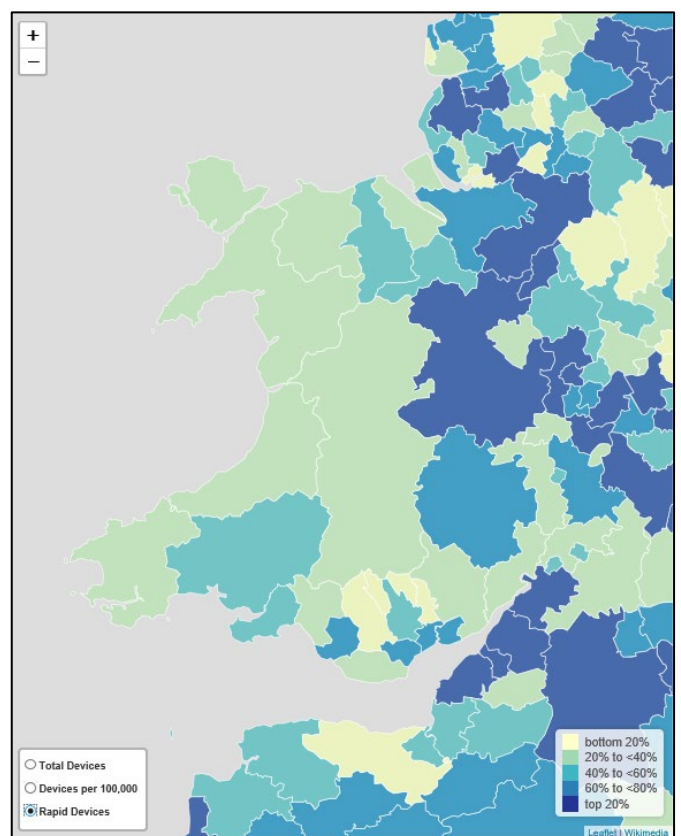 +
−
Total Devices
Devices per 100,000
Rapid Devices
bottom 20%
20% to <40%
40% to <60%
60% to <80%
top 20%
Leaflet | Wikimedia